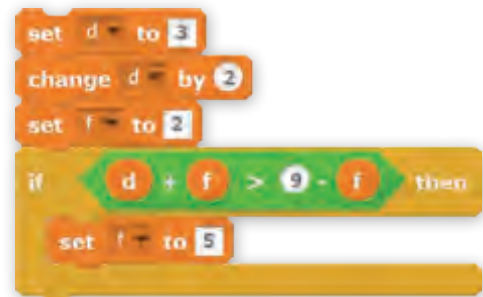 set d to 3
change d by 2
set f to 2
if d + f > 9 - f then
set f to 5